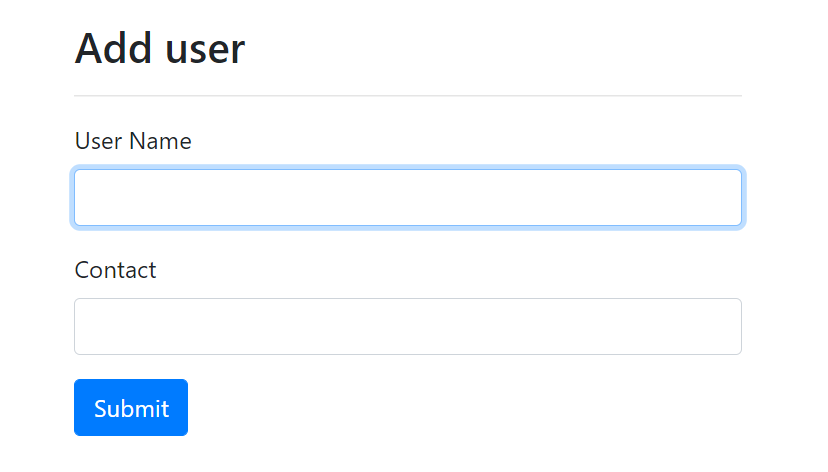 Add user
User Name
Contact
Submit